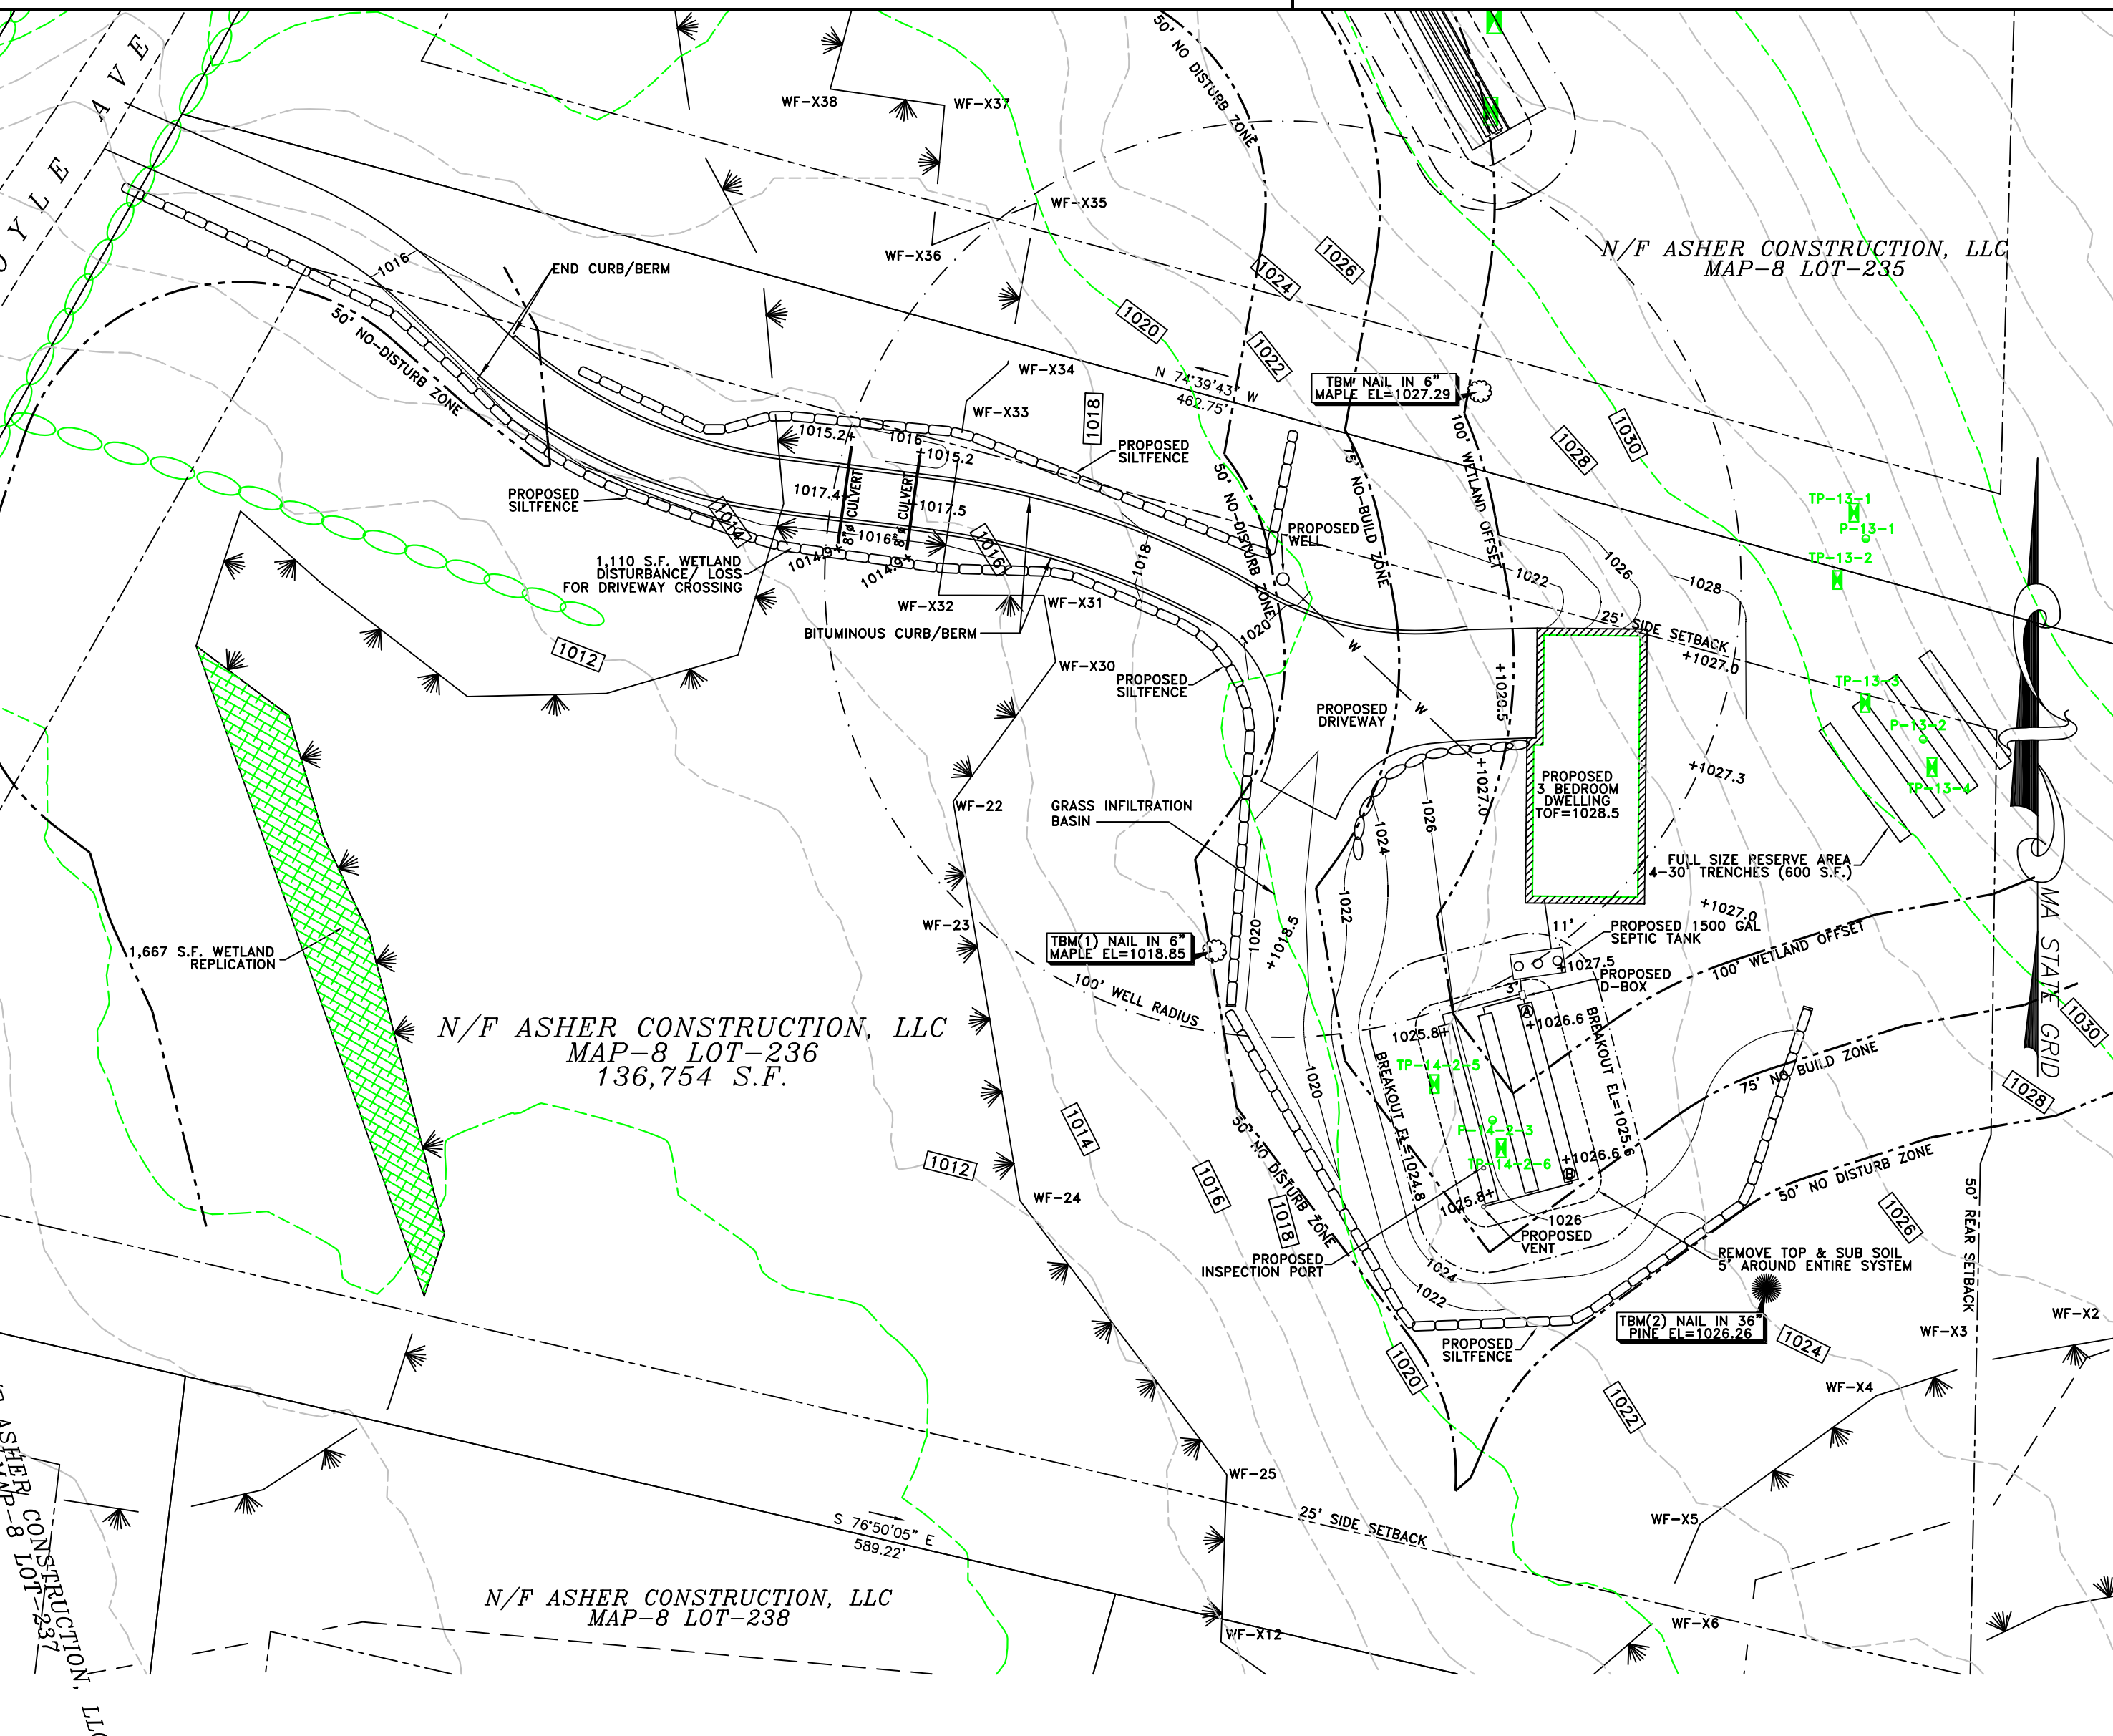 OYLE AVE
50' NO DISTURB ZONE
WF-X38
WF-X37
WF-X35
WF-X36
N/F ASHER CONSTRUCTION, LLC
MAP-8 LOT-235
1016
END CURB/BERM
1024
1026
1020
1022
50' NO-DISTURB ZONE
WF-X34
N 74°39'43" W
462.75'
TBM NAIL IN 6"
MAPLE EL=1027.29
WF-X33
1018
1030
1028
100' WETLAND OFFSET
75' NO-BUILD ZONE
50' NO-DISTURB ZONE
1015.2+
1016
+1015.2
PROPOSED
SILTFENCE
PROPOSED
SILTFENCE
1017.4+
8"ø CULVERT
8"ø CULVERT
+1017.5
1014
1016
1016
1014.9+
1014.9+
1,110 S.F. WETLAND
DISTURBANCE/ LOSS
FOR DRIVEWAY CROSSING
PROPOSED
WELL
1018
1022
1026
1028
TP-13-1
P-13-1
TP-13-2
WF-X32
WF-X31
BITUMINOUS CURB/BERM
1020
25' SIDE SETBACK
1012
WF-X30
PROPOSED
SILTFENCE
W
W
+1020.5
+1027.0
TP-13-3
P-13-2
TP-13-4
PROPOSED
DRIVEWAY
+1027.0
+1027.3
PROPOSED
3 BEDROOM
DWELLING
TOF=1028.5
WF-22
GRASS INFILTRATION
BASIN
1026
1024
1022
FULL SIZE RESERVE AREA
4-30' TRENCHES (600 S.F.)
MA STATE GRID
WF-23
1020
+1018.5
+1027.0
11'
PROPOSED 1500 GAL
SEPTIC TANK
100' WETLAND OFFSET
1,667 S.F. WETLAND
REPLICATION
TBM(1) NAIL IN 6"
MAPLE EL=1018.85
+1027.5
PROPOSED
D-BOX
3'
100' WELL RADIUS
N/F ASHER CONSTRUCTION, LLC
MAP-8 LOT-236
136,754 S.F.
A
+1026.6
1025.8+
BREAKOUT EL=1025.6
BREAKOUT EL=1024.8
1030
1028
TP-14-2-5
75' NO BUILD ZONE
1020
1014
P-14-2-3
TP-14-2-6
+1026.6
B
50' NO DISTURB ZONE
50' NO DISTURB ZONE
1012
WF-24
1016
1018
1025.8+
1026
1026
50' REAR SETBACK
PROPOSED
VENT
PROPOSED
INSPECTION PORT
1024
1022
REMOVE TOP & SUB SOIL
5' AROUND ENTIRE SYSTEM
TBM(2) NAIL IN 36"
PINE EL=1026.26
WF-X2
WF-X3
1024
PROPOSED
SILTFENCE
1020
1022
WF-X4
WF-25
WF-X5
25' SIDE SETBACK
S 76°50'05" E
589.22'
N/F ASHER CONSTRUCTION, LLC
MAP-8 LOT-238
WF-X12
WF-X6
ASHER CONSTRUCTION, LLC
MAP-8 LOT-237